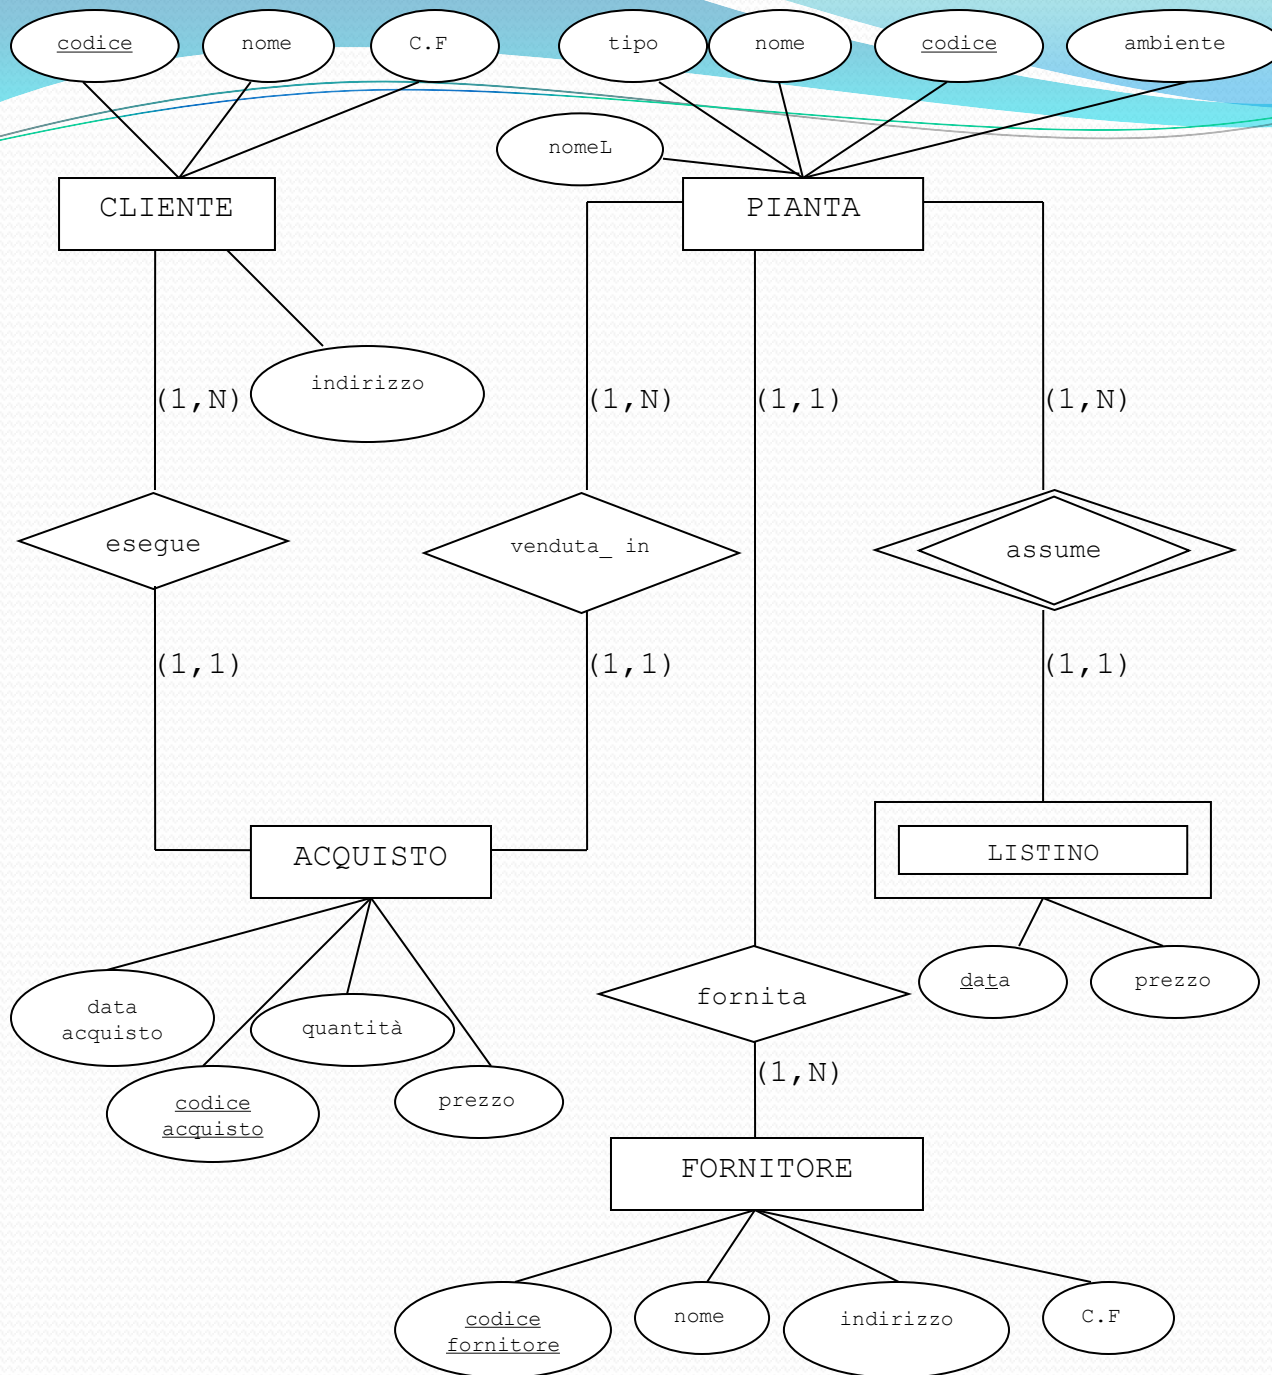 codice
nome
C.F
tipo
nome
codice
ambiente
nomeL
CLIENTE
PIANTA
indirizzo
(1,N)
(1,N)
(1,1)
(1,N)
esegue
venduta_ in
assume
(1,1)
(1,1)
(1,1)
ACQUISTO
LISTINO
data
acquisto
quantità
codice
acquisto
prezzo
fornita
data
prezzo
(1,N)
FORNITORE
codice
fornitore
nome
indirizzo
C.F